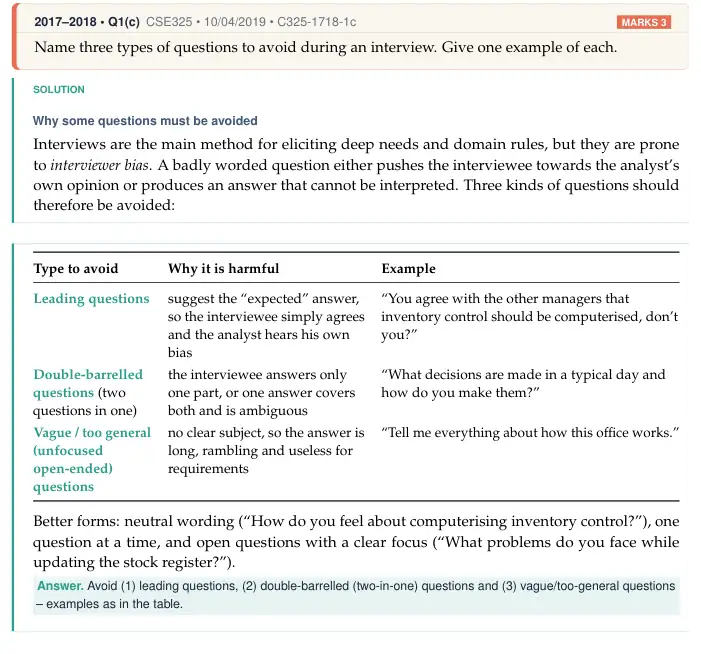 2017–2018 • Q1(c) CSE325 • 10/04/2019 • C325-1718-1c MARKS 3
Name three types of questions to avoid during an interview. Give one example of each.
SOLUTION
Why some questions must be avoided
Interviews are the main method for eliciting deep needs and domain rules, but they are prone
to interviewer bias. A badly worded question either pushes the interviewee towards the analyst's
own opinion or produces an answer that cannot be interpreted. Three kinds of questions should
therefore be avoided:
Type to avoid Why it is harmful Example
Leading questions suggest the “expected” answer, “You agree with the other managers that
so the interviewee simply agrees inventory control should be computerised, don't
and the analyst hears his own you?”
bias
Double-barrelled the interviewee answers only “What decisions are made in a typical day and
questions (two one part, or one answer covers how do you make them?”
questions in one) both and is ambiguous
Vague / too general no clear subject, so the answer is “Tell me everything about how this office works.”
(unfocused long, rambling and useless for
open-ended) requirements
questions
Better forms: neutral wording (“How do you feel about computerising inventory control?”), one
question at a time, and open questions with a clear focus (“What problems do you face while
updating the stock register?”).
Answer. Avoid (1) leading questions, (2) double-barrelled (two-in-one) questions and (3) vague/too-general questions
– examples as in the table.